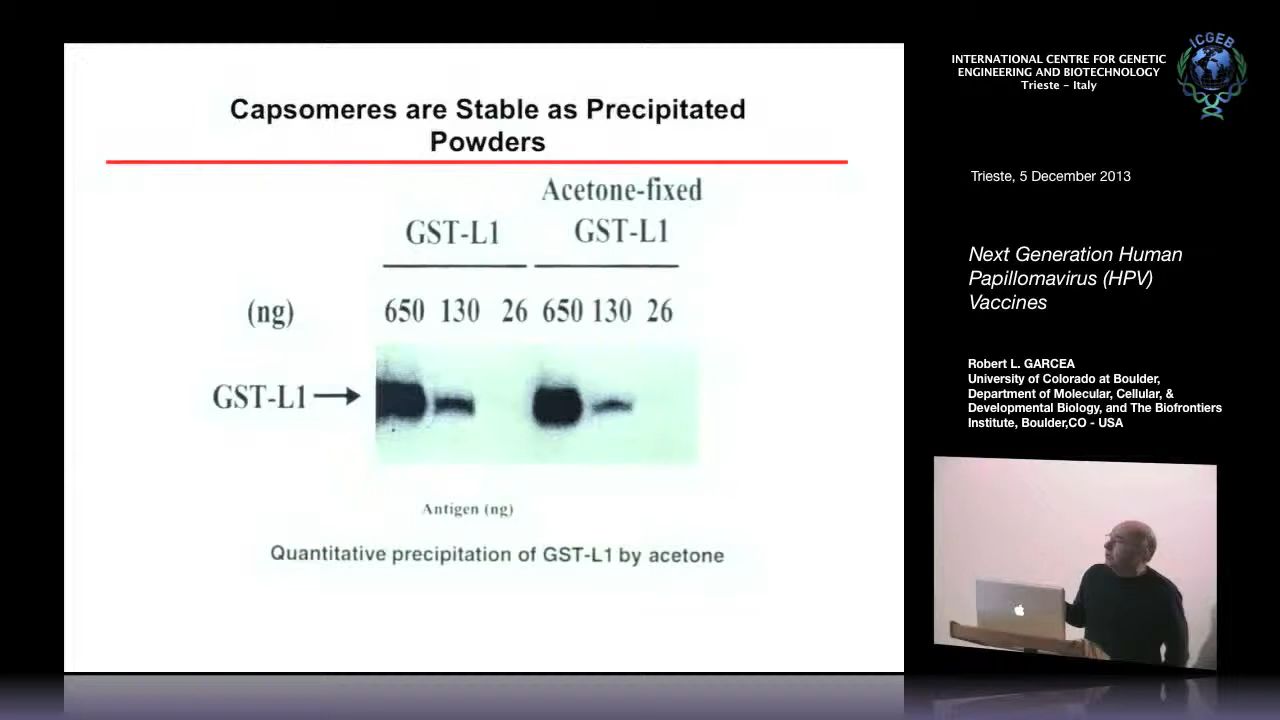 Capsomeres are Stable as Precipitated
Powders
Acetone-fixed
GST-L1 GST-L1
(ng) 650 130 26 650 130 26
GST-L1
Antigen (ng)
Quantitative precipitation of GST-L1 by acetone
ICGEB
INTERNATIONAL CENTRE FOR GENETIC
ENGINEERING AND BIOTECHNOLOGY
Trieste - Italy
Trieste, 5 December 2013
Next Generation Human
Papillomavirus (HPV)
Vaccines
Robert L. GARCEA
University of Colorado at Boulder,
Department of Molecular, Cellular, &
Developmental Biology, and The Biofrontiers
Institute, Boulder,CO - USA